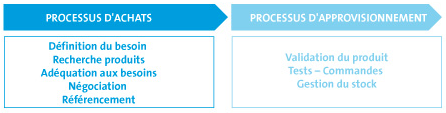 PROCESSUS D'ACHATS
PROCESSUS D'APPROVISIONNEMENT
Définition du besoin
Recherche produits
Adéquation aux besoins
Négociation
Référencement
Validation du produit
Tests – Commandes
Gestion du stock